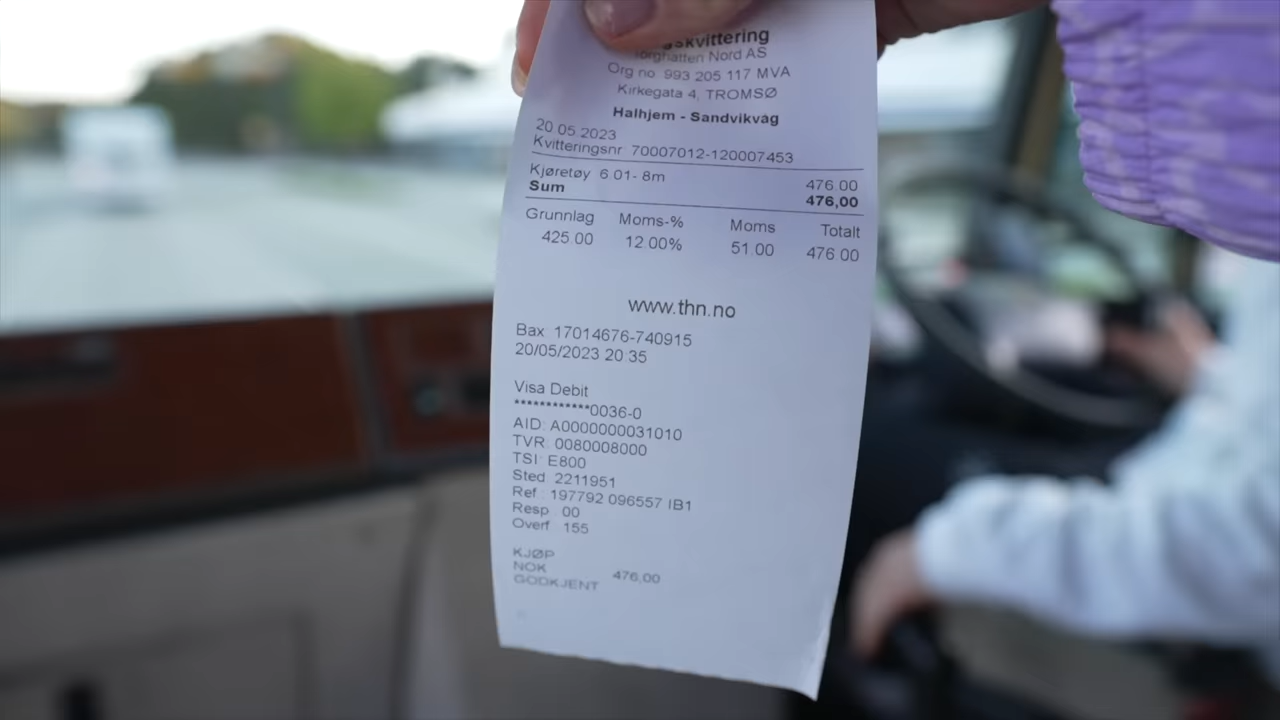 Torghatten Nord AS
Org no 993 205 117 MVA
Kirkegata 4, TROMSØ
Halhjem - Sandvikvåg
20 05.2023
Kvitteringsnr 70007012-120007453
Kjøretøy 6.01- 8m 476.00
Sum 476,00
Grunnlag Moms-% Moms Totalt
425.00 12.00% 51.00 476.00
www.thn.no
Bax: 17014676-740915
20/05/2023 20:35
Visa Debit
************0036-0
AID: A0000000031010
TVR: 0080008000
TSI: E800
Sted: 2211951
Ref: 197792 096557 IB1
Resp: 00
Overf: 155
KJØP
NOK 476,00
GODKJENT